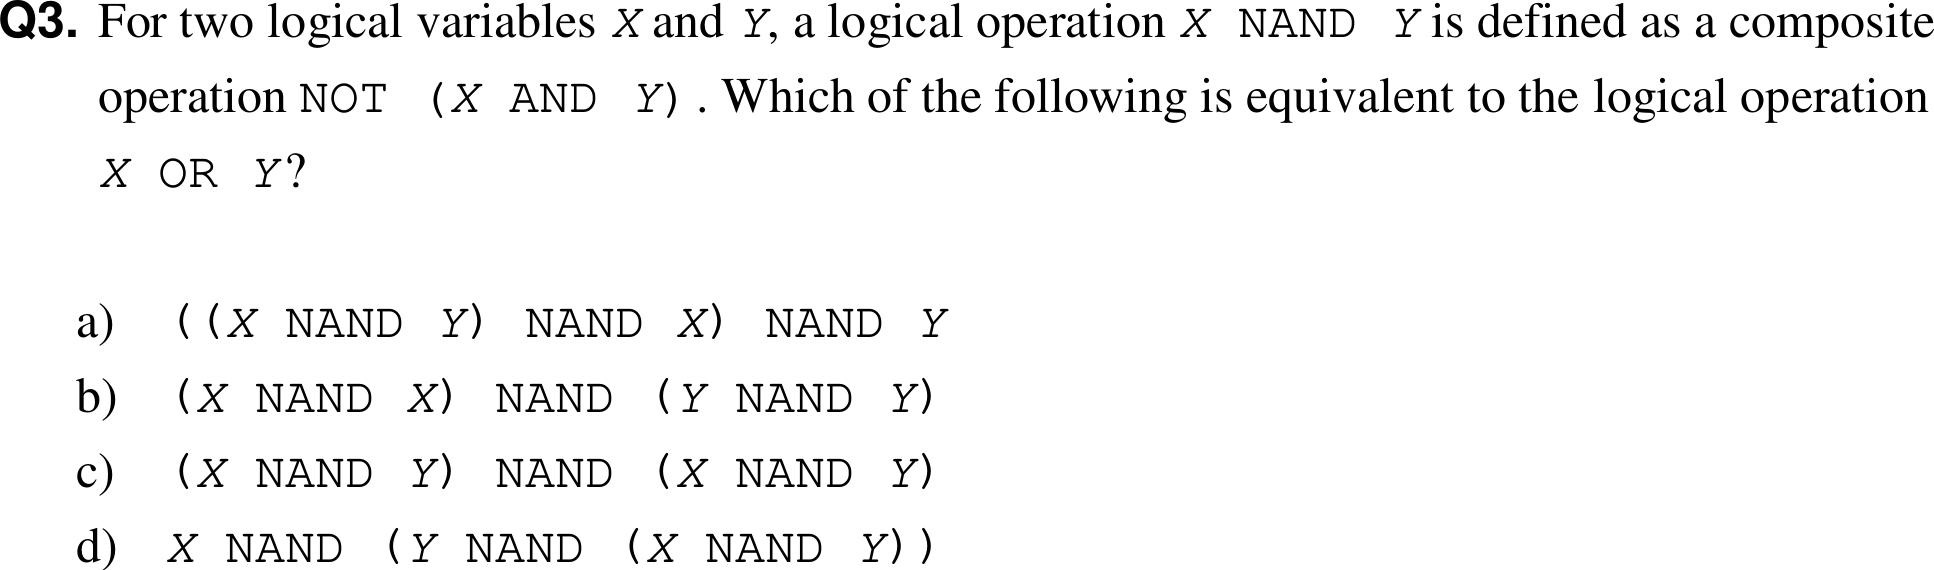 Q3. For two logical variables X and Y, a logical operation X NAND Y is defined as a composite
operation NOT (X AND Y). Which of the following is equivalent to the logical operation
X OR Y?
a) ((X NAND Y) NAND X) NAND Y
b) (X NAND X) NAND (Y NAND Y)
c) (X NAND Y) NAND (X NAND Y)
d) X NAND (Y NAND (X NAND Y))